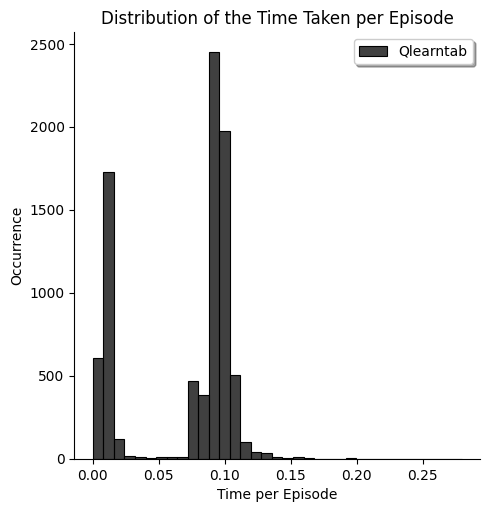 Distribution of the Time Taken per Episode
Qlearntab
2500
2000
1500
1000
500
0
Occurrence
0.00 0.05 0.10 0.15 0.20 0.25
Time per Episode